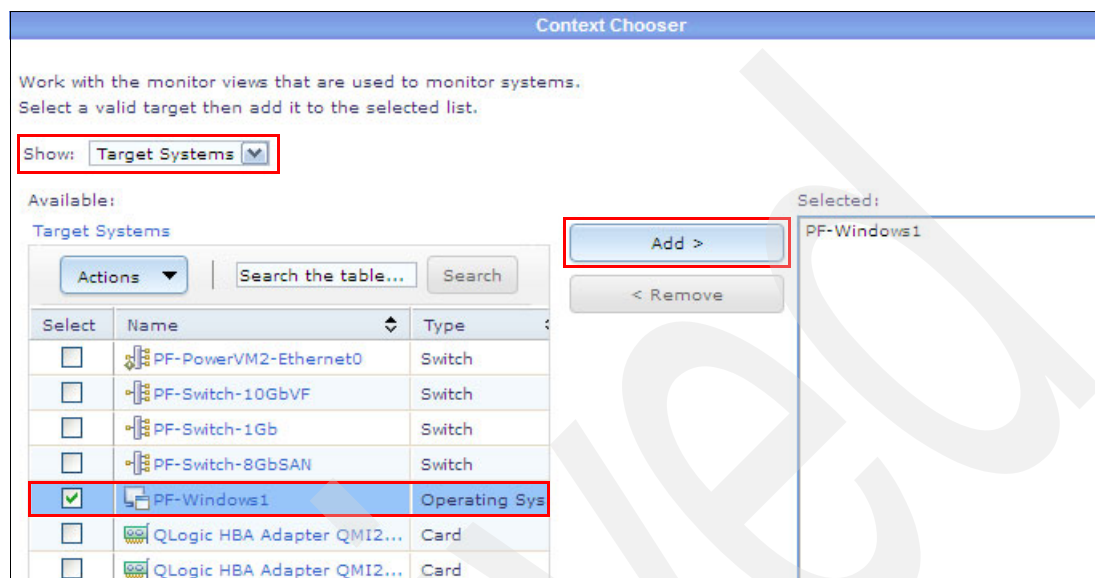 Context Chooser
Work with the monitor views that are used to monitor systems.
Select a valid target then add it to the selected list.
Show: Target Systems
Available:
Target Systems
Actions Search the table... Search
Select Name Type
PF-PowerVM2-Ethernet0 Switch
PF-Switch-10GbVF Switch
PF-Switch-1Gb Switch
PF-Switch-8GbSAN Switch
PF-Windows1 Operating Sys
QLogic HBA Adapter QMI2... Card
QLogic HBA Adapter QMI2... Card
Add >
< Remove
Selected:
PF-Windows1
ved